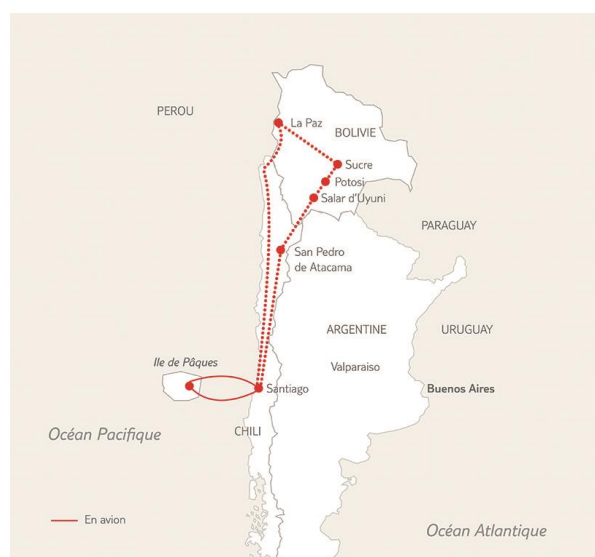 PEROU
La Paz
BOLIVIE
Sucre
Potosi
Salar d'Uyuni
PARAGUAY
San Pedro
de Atacama
ARGENTINE
URUGUAY
Ile de Pâques
Valparaiso
Santiago
Buenos Aires
Océan Pacifique
CHILI
En avion
Océan Atlantique